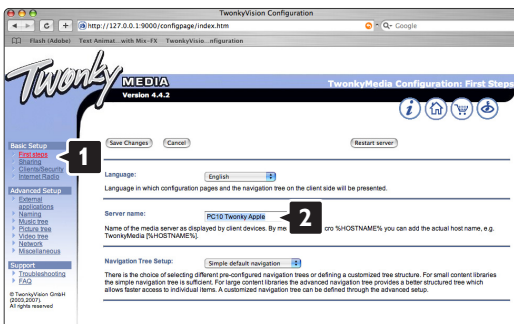 TwonkyVision Configuration
http://127.0.0.1:9000/configpage/index.htm
Google
Flash (Adobe) Text Animat...with Mix-FX TwonkyVisio...nfiguration
Twonky
MEDIA
Version 4.4.2
TwonkyMedia Configuration: First Steps
Basic Setup
First steps
Sharing
Clients/Security
Internet Radio
Advanced Setup
External
applications
Naming
Music tree
Picture tree
Video tree
Network
Miscellaneous
Support
Troubleshooting
FAQ
© TwonkyVision GmbH
(2003,2007).
All rights reserved
1
Save Changes Cancel Restart server
Language: English
Language in which configuration pages and the navigation tree on the client side will be presented.
Server name: PC10 Twonky Apple
2
Name of the media server as displayed by client devices. By me cro %HOSTNAME% you can add the actual host name, e.g.
TwonkyMedia [%HOSTNAME%].
Navigation Tree Setup: Simple default navigation
There is the choice of selecting different pre-configured navigation trees or defining a customized tree structure. For small content libraries
the simple navigation tree is sufficient. For large content libraries the advanced navigation tree provides a better structured tree which
allows faster access to individual items. A customized navigation tree can be defined through the advanced setup.